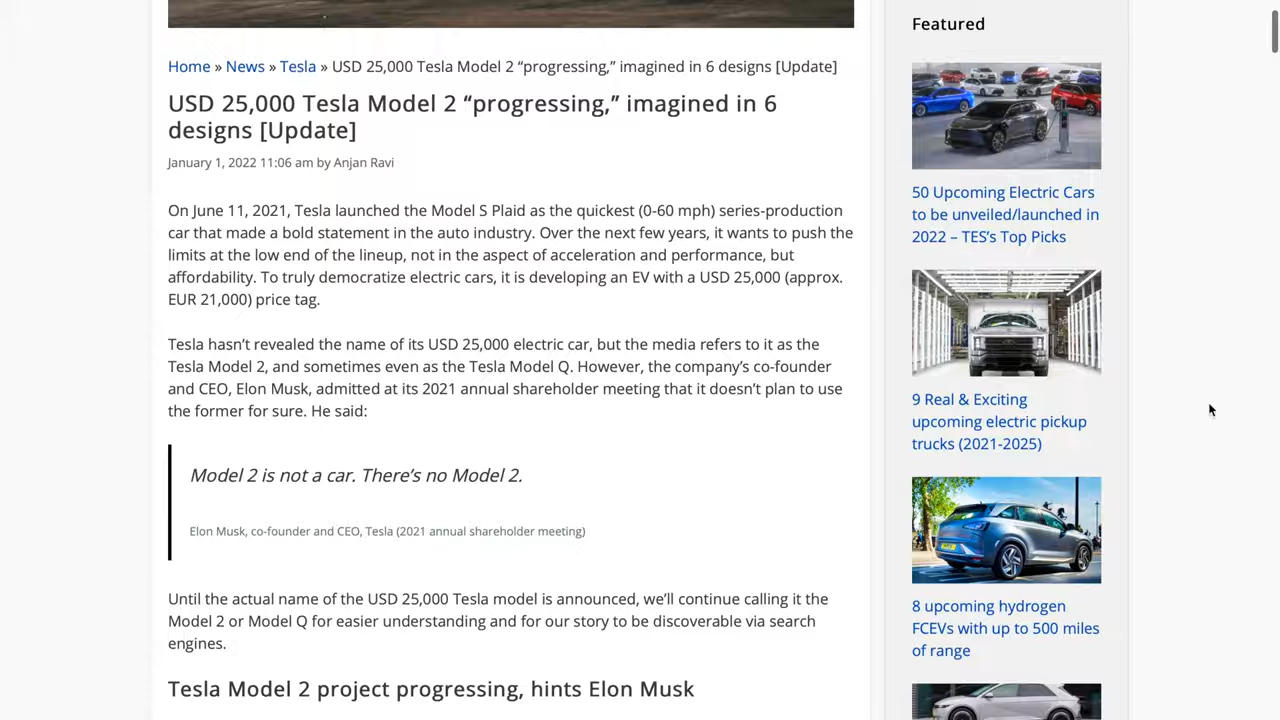 Home » News » Tesla » USD 25,000 Tesla Model 2 “progressing,” imagined in 6 designs [Update]
USD 25,000 Tesla Model 2 “progressing,” imagined in 6
designs [Update]
January 1, 2022 11:06 am by Anjan Ravi
On June 11, 2021, Tesla launched the Model S Plaid as the quickest (0-60 mph) series-production
car that made a bold statement in the auto industry. Over the next few years, it wants to push the
limits at the low end of the lineup, not in the aspect of acceleration and performance, but
affordability. To truly democratize electric cars, it is developing an EV with a USD 25,000 (approx.
EUR 21,000) price tag.
Tesla hasn’t revealed the name of its USD 25,000 electric car, but the media refers to it as the
Tesla Model 2, and sometimes even as the Tesla Model Q. However, the company’s co-founder
and CEO, Elon Musk, admitted at its 2021 annual shareholder meeting that it doesn’t plan to use
the former for sure. He said:
Model 2 is not a car. There’s no Model 2.
Elon Musk, co-founder and CEO, Tesla (2021 annual shareholder meeting)
Until the actual name of the USD 25,000 Tesla model is announced, we’ll continue calling it the
Model 2 or Model Q for easier understanding and for our story to be discoverable via search
engines.
Tesla Model 2 project progressing, hints Elon Musk
Featured
50 Upcoming Electric Cars
to be unveiled/launched in
2022 – TES’s Top Picks
9 Real & Exciting
upcoming electric pickup
trucks (2021-2025)
8 upcoming hydrogen
FCEVs with up to 500 miles
of range